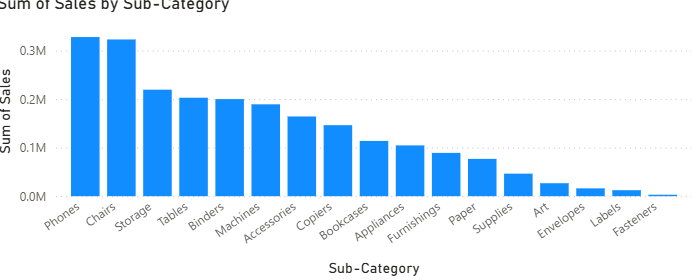 Sum of Sales by Sub-Category
Sum of Sales
0.3M
0.2M
0.1M
0.0M
Phones
Chairs
Storage
Tables
Binders
Machines
Accessories
Copiers
Bookcases
Appliances
Furnishings
Paper
Supplies
Art
Envelopes
Labels
Fasteners
Sub-Category